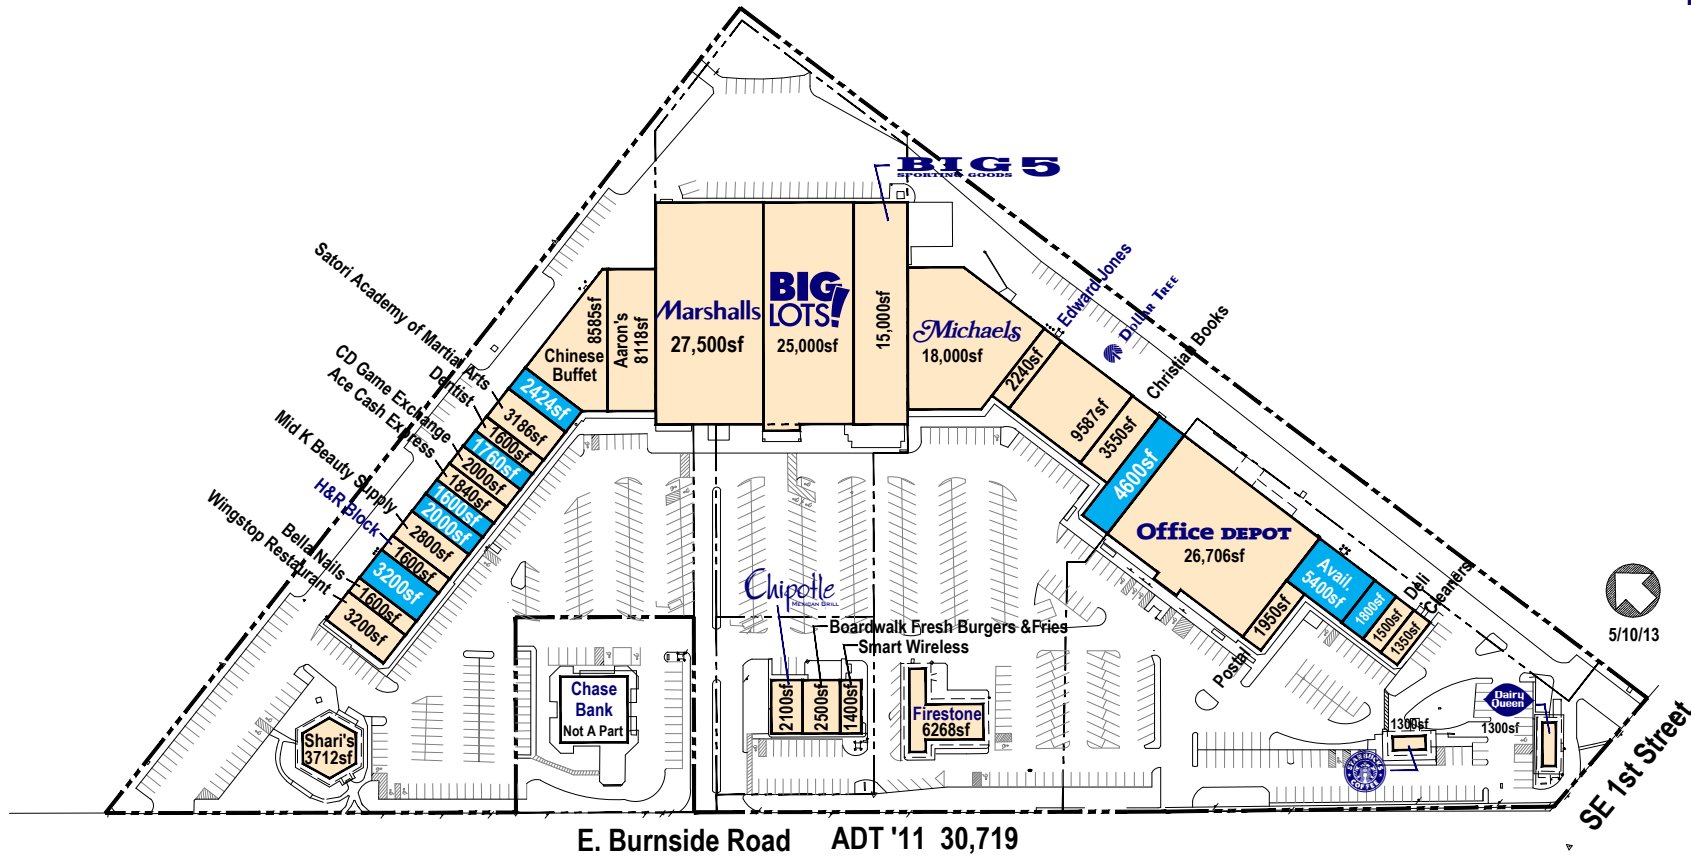 BIG 5
SPORTING GOODS
Satori Academy of Martial Arts
Dentist
CD Game Exchange
Ace Cash Express
Mid K Beauty Supply
H&R Block
Bella Nails
Wingstop Restaurant
Chinese
Buffet
8585sf
Aaron's
8118sf
Marshalls
27,500sf
BIG
LOTS!
25,000sf
15,000sf
Michaels
18,000sf
Edward Jones
Dollar Tree
Christian Books
2240sf
9587sf
3550sf
4600sf
Office DEPOT
26,706sf
2424sf
3186sf
1600sf
1760sf
2000sf
1840sf
1600sf
2000sf
2800sf
1600sf
3200sf
1600sf
3200sf
1950sf
Postal
Avail.
5400sf
1800sf
1500sf
1350sf
Deli
Cleaners
5/10/13
Chipotle
MEXICAN GRILL
Boardwalk Fresh Burgers &Fries
Smart Wireless
2100sf
2500sf
1400sf
Firestone
6268sf
Chase
Bank
Not A Part
Shari's
3712sf
1300sf
STARBUCKS COFFEE
Dairy
Queen
1300sf
SE 1st Street
E. Burnside Road ADT '11 30,719